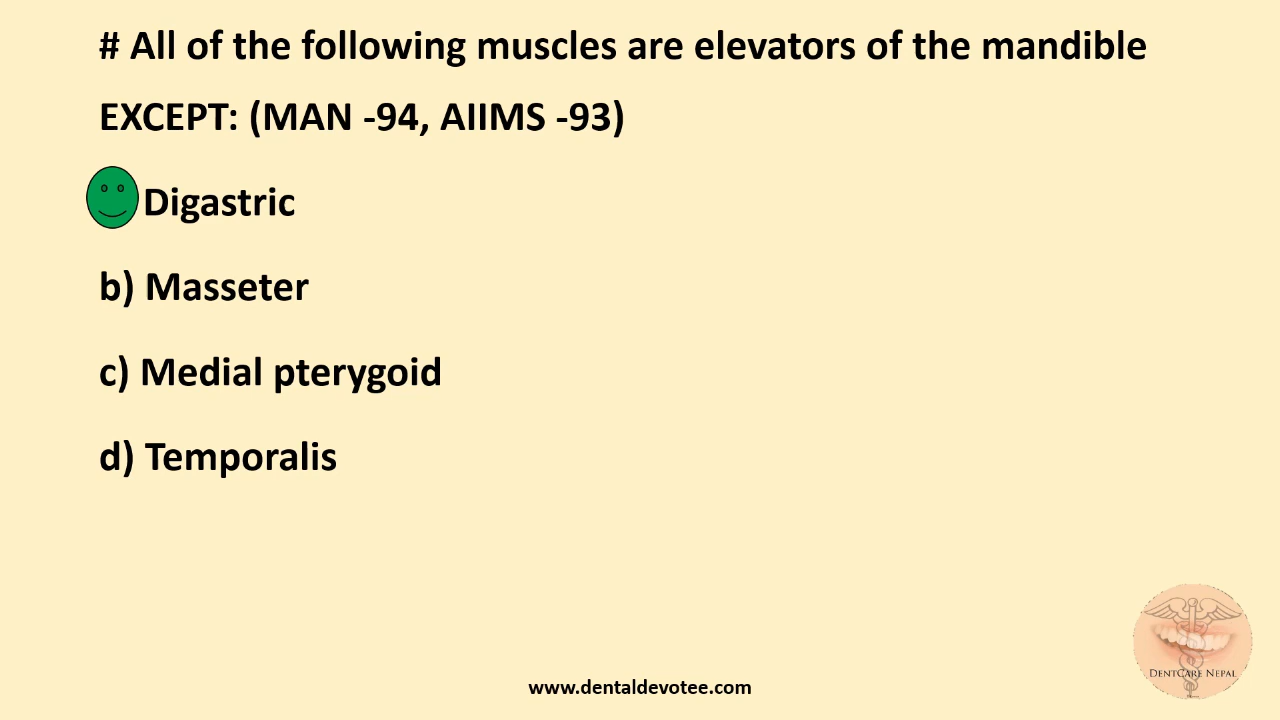 # All of the following muscles are elevators of the mandible
EXCEPT: (MAN -94, AIIMS -93)
Digastric
b) Masseter
c) Medial pterygoid
d) Temporalis
DENTCARE NEPAL
www.dentaldevotee.com